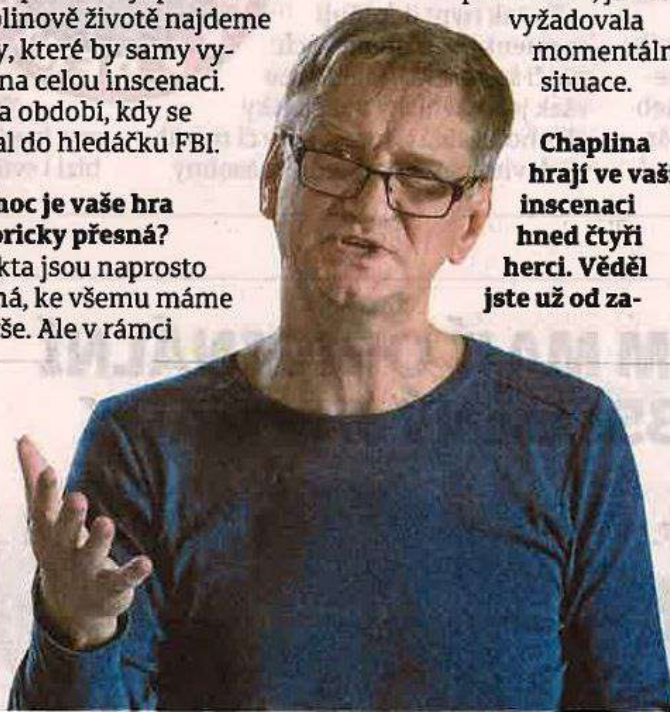 plinově životě najdeme
y, které by samy vy-
na celou inscenaci.
a období, kdy se
al do hledáčku FBI.
noc je vaše hra
oricky přesná?
kta jsou naprosto
ná, ke všemu máme
še. Ale v rámci
vyžadovala
momentáln
situace.
Chaplina
hrají ve vaší
inscenaci
hned čtyři
herci. Věděl
jste už od za-